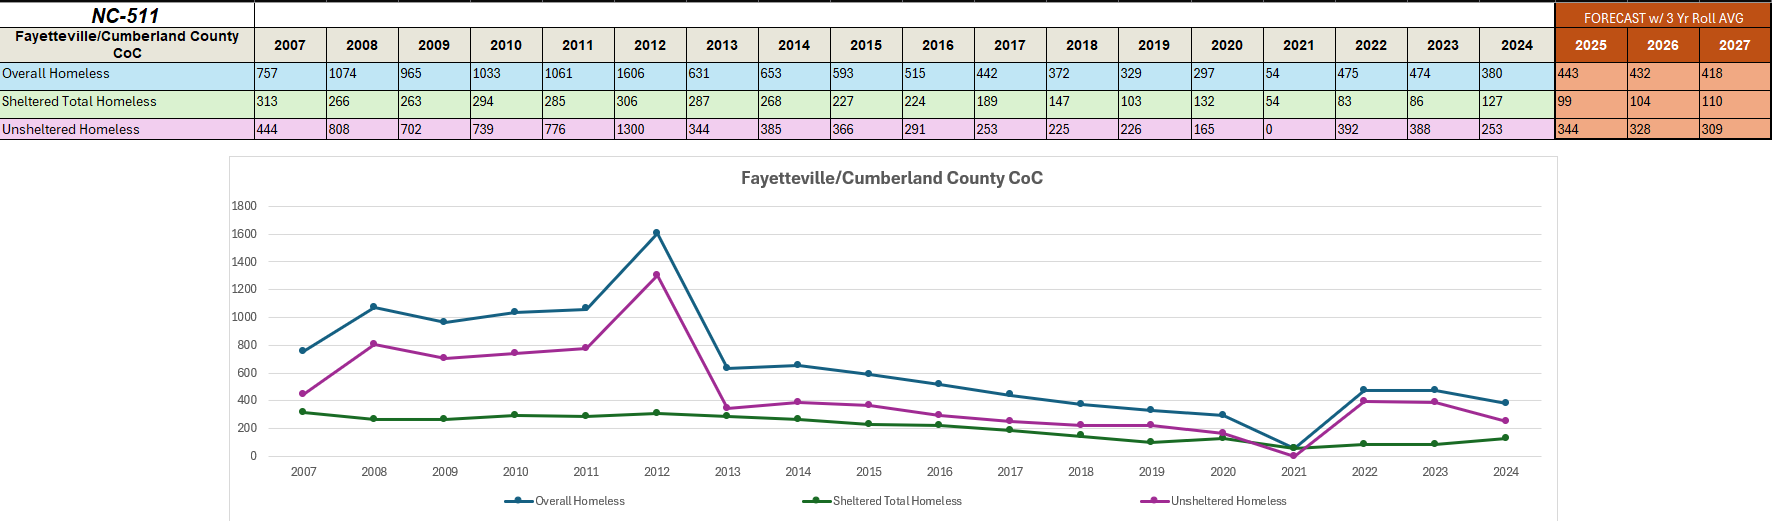 NC-511
FORECAST w/ 3 Yr Roll AVG
Fayetteville/Cumberland County
CoC
2007 2008 2009 2010 2011 2012 2013 2014 2015 2016 2017 2018 2019 2020 2021 2022 2023 2024 2025 2026 2027
Overall Homeless 757 1074 965 1033 1061 1606 631 653 593 515 442 372 329 297 54 475 474 380 443 432 418
Sheltered Total Homeless 313 266 263 294 285 306 287 268 227 224 189 147 103 132 54 83 86 127 99 104 110
Unsheltered Homeless 444 808 702 739 776 1300 344 385 366 291 253 225 226 165 0 392 388 253 344 328 309
Fayetteville/Cumberland County CoC
1800
1600
1400
1200
1000
800
600
400
200
0
2007 2008 2009 2010 2011 2012 2013 2014 2015 2016 2017 2018 2019 2020 2021 2022 2023 2024
Overall Homeless Sheltered Total Homeless Unsheltered Homeless